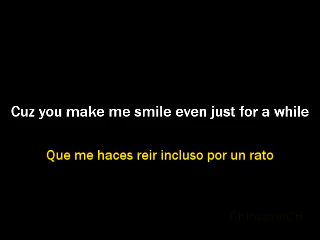 Cuz you make me smile even just for a while
Que me haces reir incluso por un rato